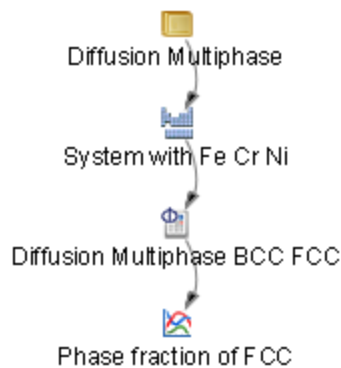 Diffusion Multiphase
System with Fe Cr Ni
Diffusion Multiphase BCC FCC
Phase fraction of FCC